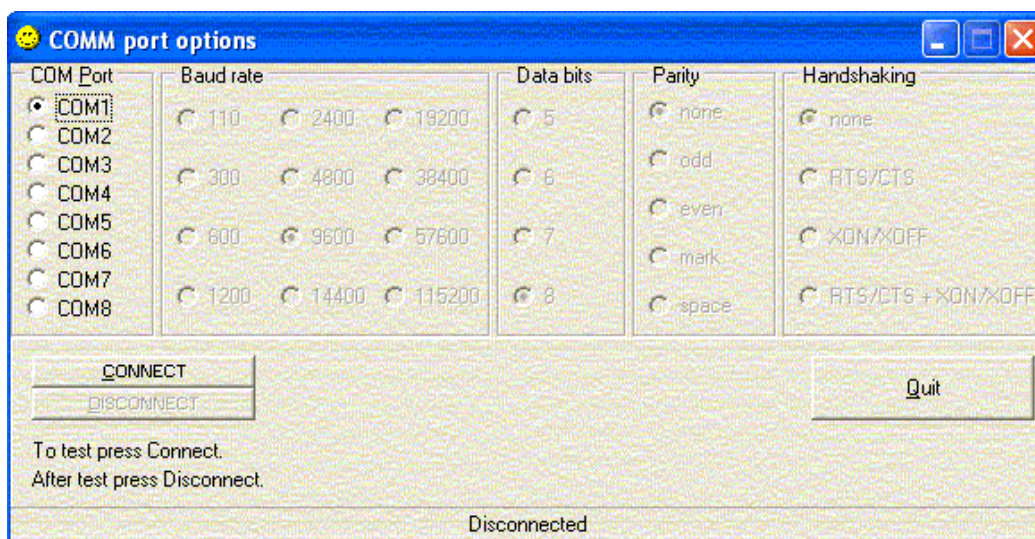 COMM port options
COM Port
COM1
COM2
COM3
COM4
COM5
COM6
COM7
COM8
Baud rate
110 2400 19200
300 4800 38400
600 9600 57600
1200 14400 115200
Data bits
5
6
7
8
Parity
none
odd
even
mark
space
Handshaking
none
RTS/CTS
XON/XOFF
RTS/CTS + XON/XOFF
CONNECT
DISCONNECT
Quit
To test press Connect.
After test press Disconnect.
Disconnected